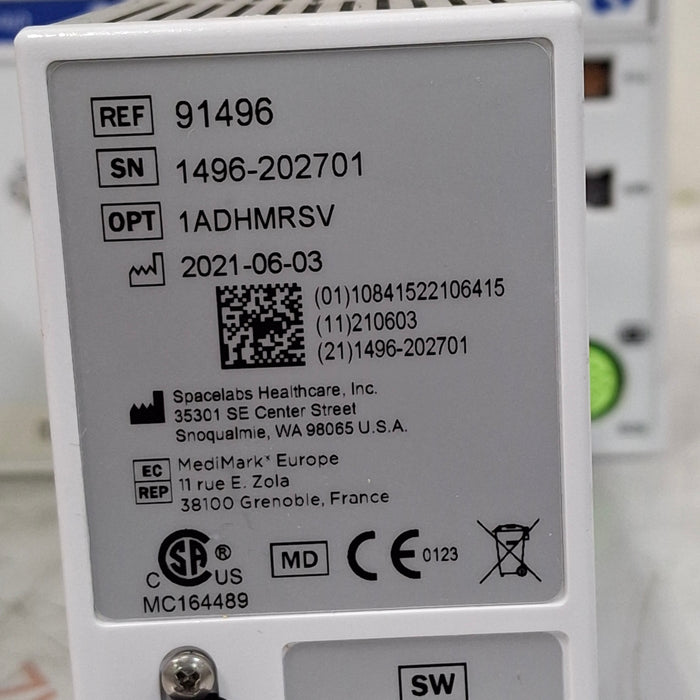 REF 91496
SN 1496-202701
OPT 1ADHMRSV
2021-06-03
(01)10841522106415
(11)210603
(21)1496-202701
Spacelabs Healthcare, Inc.
35301 SE Center Street
Snoqualmie, WA 98065 U.S.A.
EC REP MediMark* Europe
11 rue E. Zola
38100 Grenoble, France
C SA ® US
MC164489
MD
CE 0123
SW